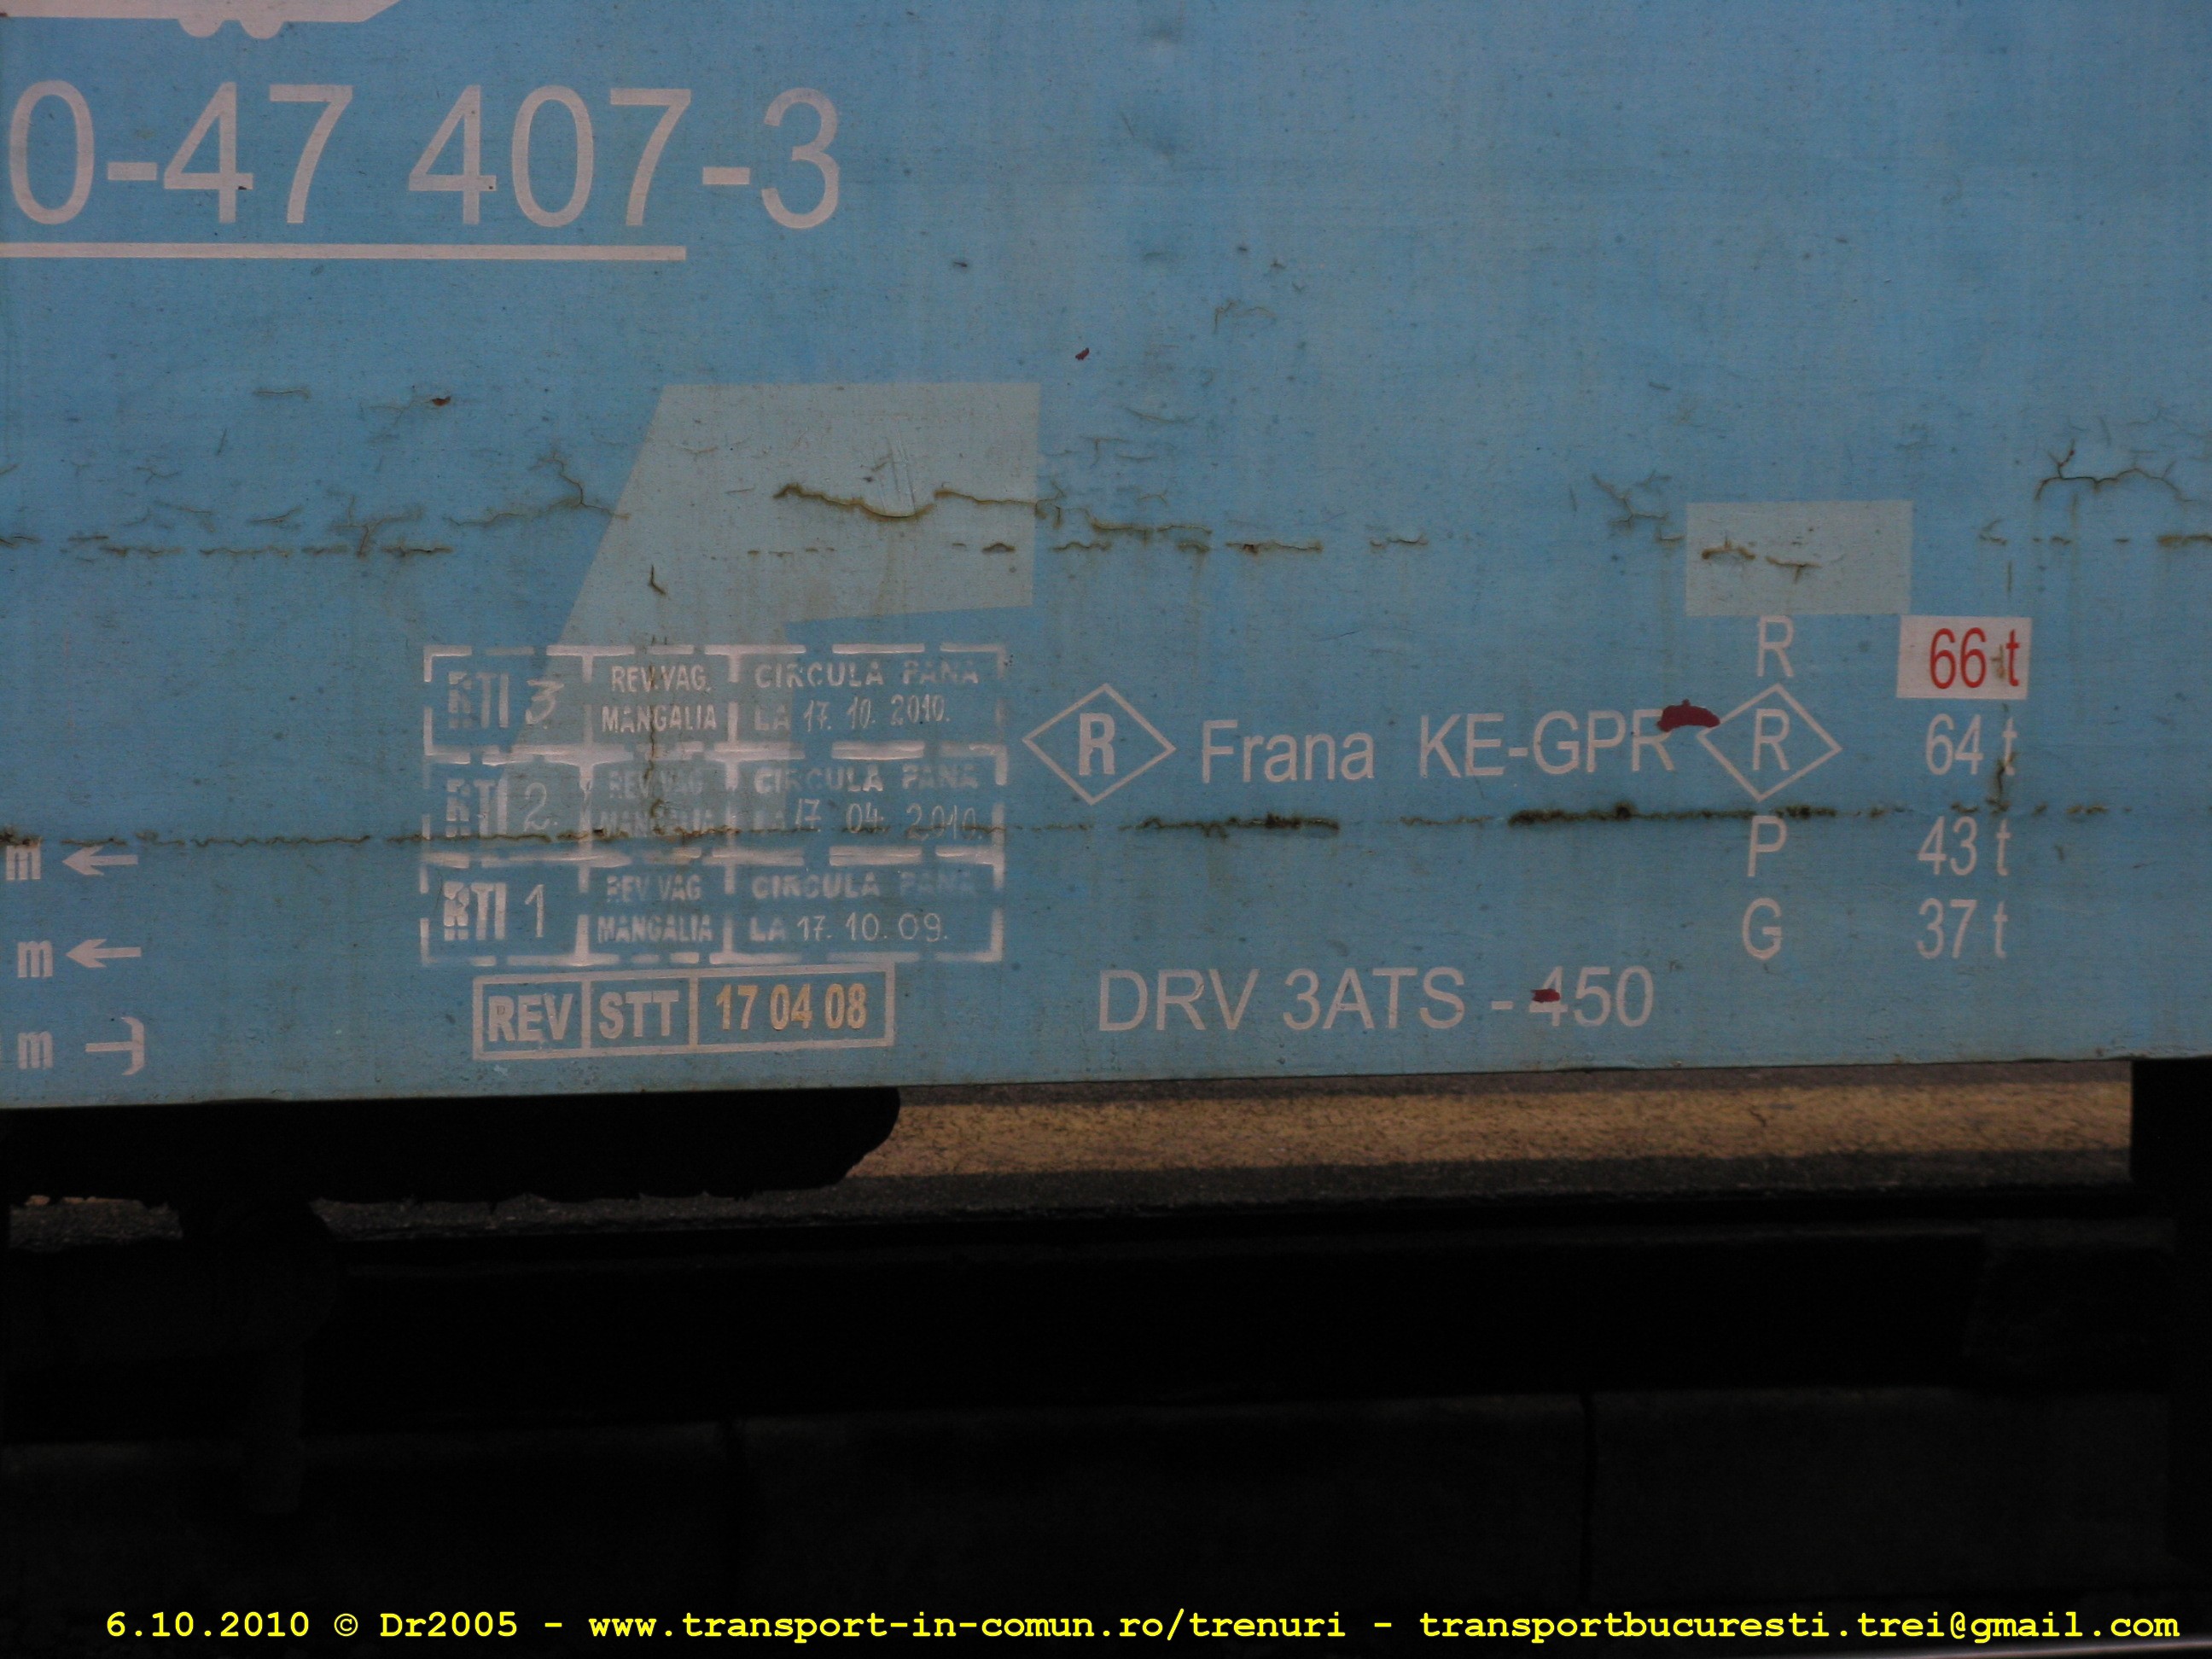 0-47 407-3
RTI 3 REV.VAG. MANGALIA CIRCULA PANA LA 17. 10. 2010.
RTI 2. REV VAG MANGALIA CIRCULA PANA LA 17. 04. 2010.
RTI 1 REV VAG MANGALIA CIRCULA PANA LA 17. 10. 09.
REV STT 17 04 08
m
m
m
R Frana KE-GPR
DRV 3ATS - 450
R 66 t
R 64 t
P 43 t
G 37 t
6.10.2010 © Dr2005 - www.transport-in-comun.ro/trenuri - transportbucuresti.trei@gmail.com